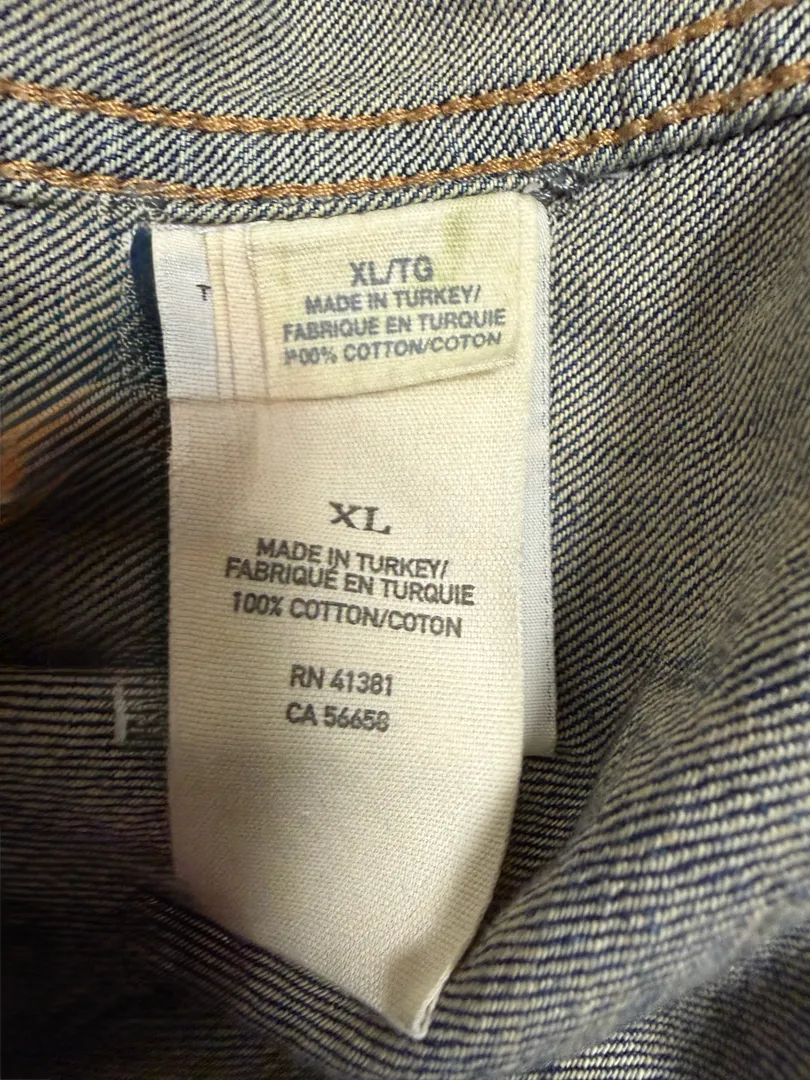 T
XL/TG
MADE IN TURKEY/
FABRIQUE EN TURQUIE
100% COTTON/COTON
XL
MADE IN TURKEY/
FABRIQUE EN TURQUIE
100% COTTON/COTON
RN 41381
CA 56658